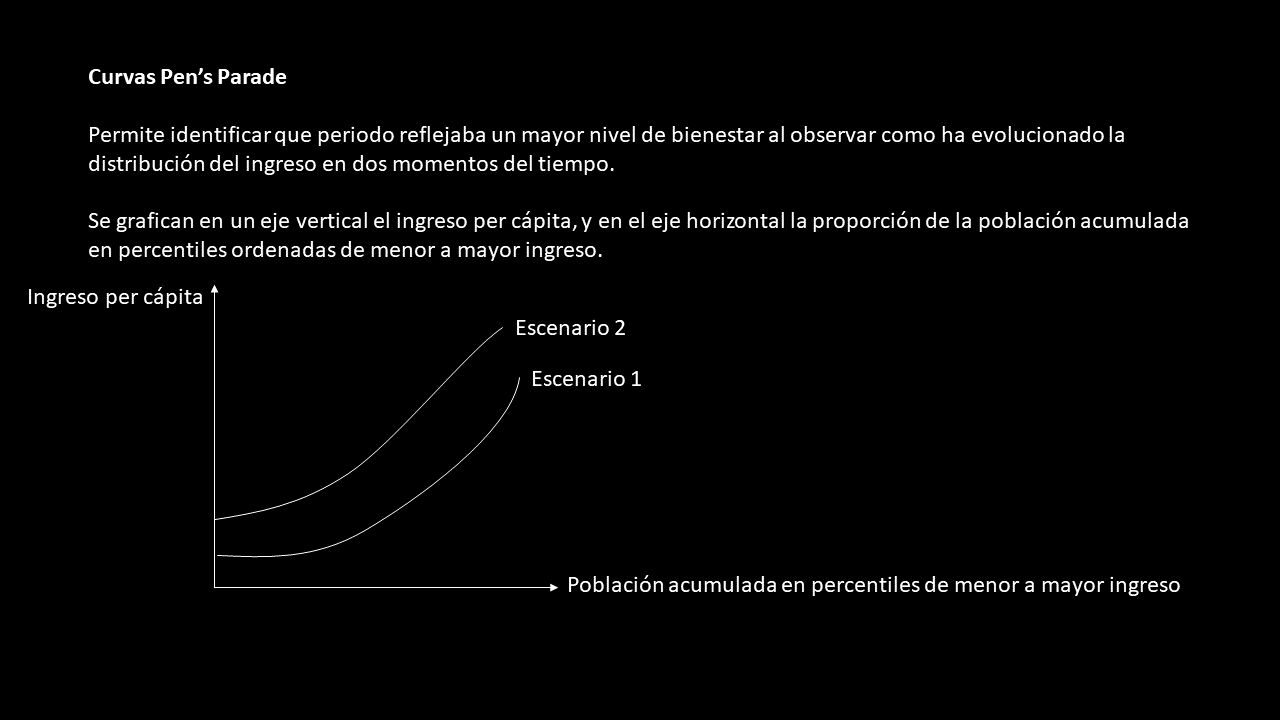 Curvas Pen’s Parade
Permite identificar que periodo reflejaba un mayor nivel de bienestar al observar como ha evolucionado la
distribución del ingreso en dos momentos del tiempo.
Se grafican en un eje vertical el ingreso per cápita, y en el eje horizontal la proporción de la población acumulada
en percentiles ordenadas de menor a mayor ingreso.
Ingreso per cápita
Escenario 2
Escenario 1
Población acumulada en percentiles de menor a mayor ingreso